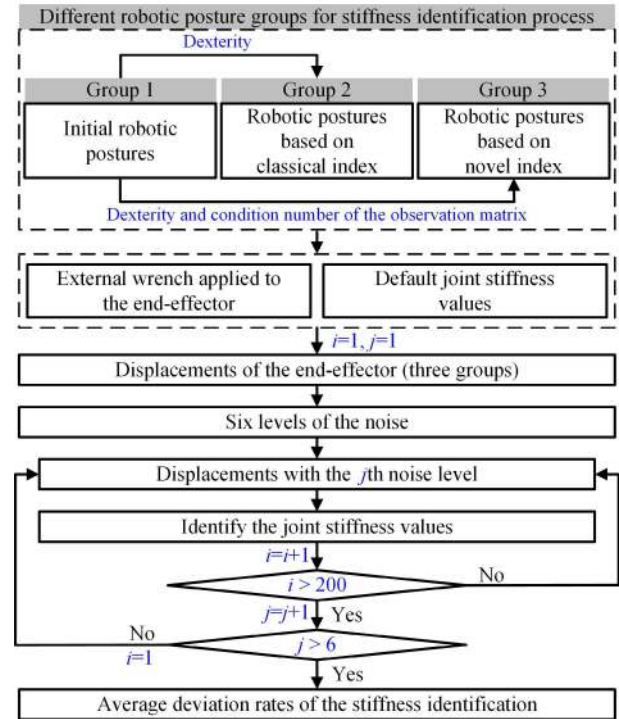 Different robotic posture groups for stiffness identification process
Dexterity
Group 1
Group 2
Group 3
Initial robotic
postures
Robotic postures
based on
classical index
Robotic postures
based on
novel index
Dexterity and condition number of the observation matrix
External wrench applied to
the end-effector
Default joint stiffness
values
i=1, j=1
Displacements of the end-effector (three groups)
Six levels of the noise
Displacements with the jth noise level
Identify the joint stiffness values
i=i+1
i > 200
No
j=j+1
Yes
No
i=1
j > 6
Yes
Average deviation rates of the stiffness identification